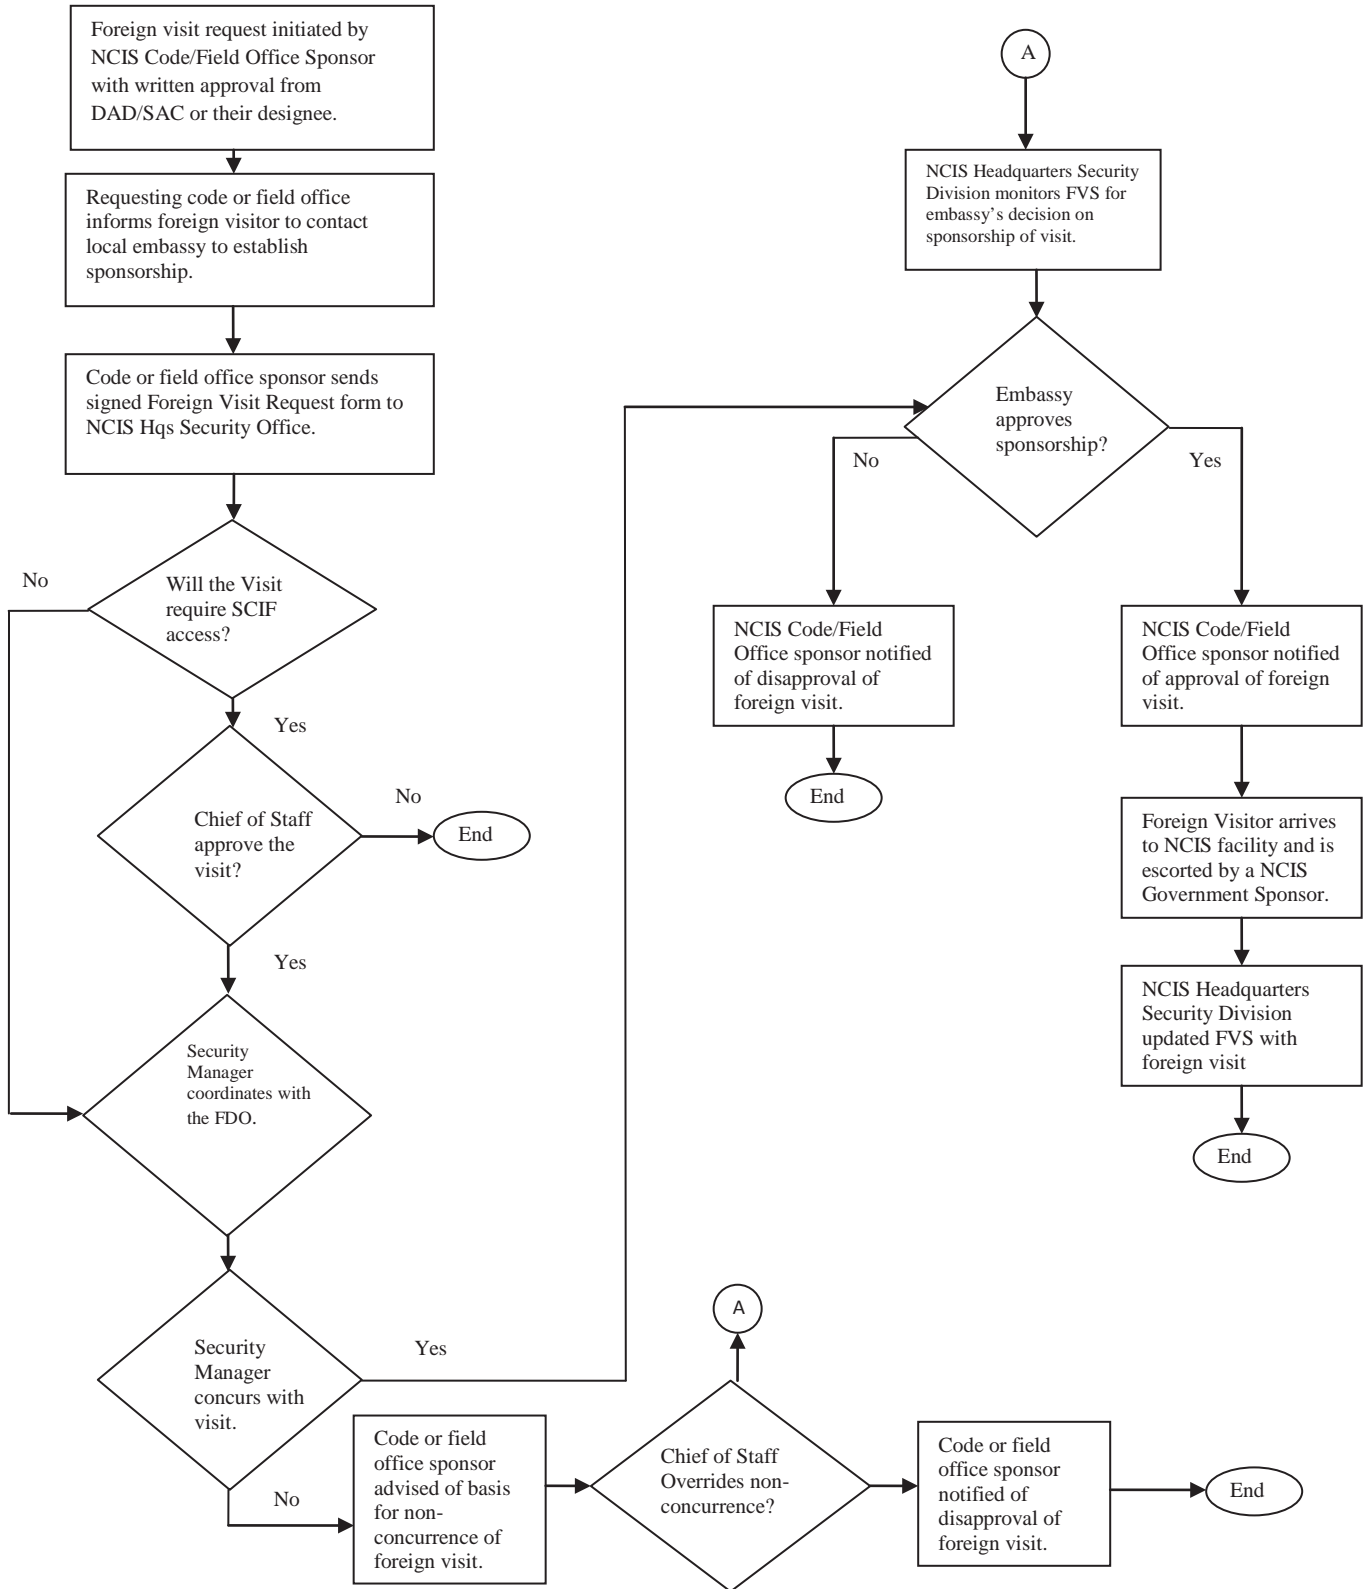 Foreign visit request initiated by
NCIS Code/Field Office Sponsor
with written approval from
DAD/SAC or their designee.
Requesting code or field office
informs foreign visitor to contact
local embassy to establish
sponsorship.
Code or field office sponsor sends
signed Foreign Visit Request form to
NCIS Hqs Security Office.
No
Will the Visit
require SCIF
access?
Yes
Chief of Staff
approve the
visit?
No
End
Yes
Security
Manager
coordinates with
the FDO.
Security
Manager
concurs with
visit.
Yes
No
Code or field
office sponsor
advised of basis
for non-
concurrence of
foreign visit.
A
Chief of Staff
Overrides non-
concurrence?
Code or field
office sponsor
notified of
disapproval of
foreign visit.
End
A
NCIS Headquarters Security
Division monitors FVS for
embassy’s decision on
sponsorship of visit.
Embassy
approves
sponsorship?
No
Yes
NCIS Code/Field
Office sponsor notified
of disapproval of
foreign visit.
End
NCIS Code/Field
Office sponsor notified
of approval of foreign
visit.
Foreign Visitor arrives
to NCIS facility and is
escorted by a NCIS
Government Sponsor.
NCIS Headquarters
Security Division
updated FVS with
foreign visit
End